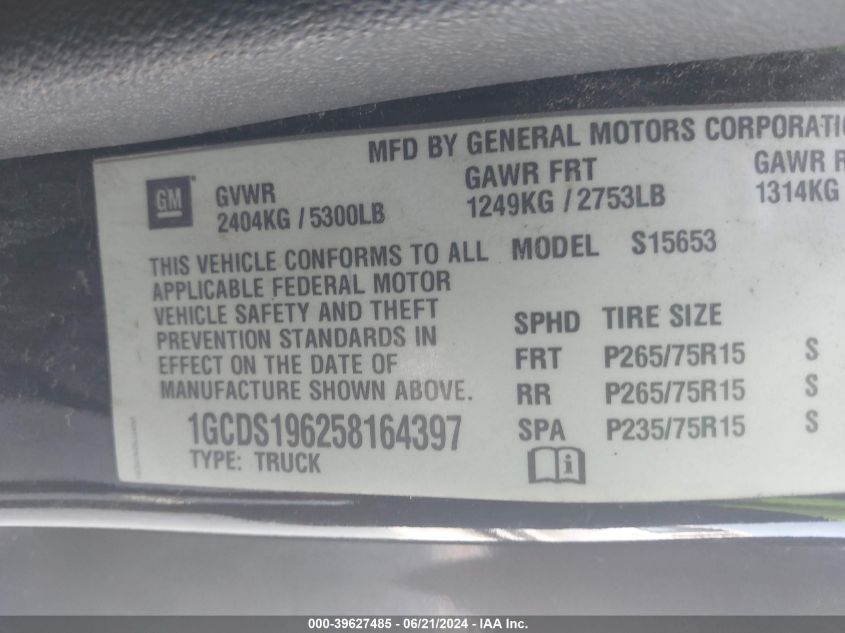 MFD BY GENERAL MOTORS CORPORATI
GM
GVWR
2404KG / 5300LB
GAWR FRT
1249KG / 2753LB
GAWR R
1314KG
THIS VEHICLE CONFORMS TO ALL
APPLICABLE FEDERAL MOTOR
VEHICLE SAFETY AND THEFT
PREVENTION STANDARDS IN
EFFECT ON THE DATE OF
MANUFACTURE SHOWN ABOVE.
1GCDS196258164397
TYPE: TRUCK
MODEL S15653
SPHD TIRE SIZE
FRT P265/75R15 S
RR P265/75R15 S
SPA P235/75R15 S
i
000-39627485 - 06/21/2024 - IAA Inc.